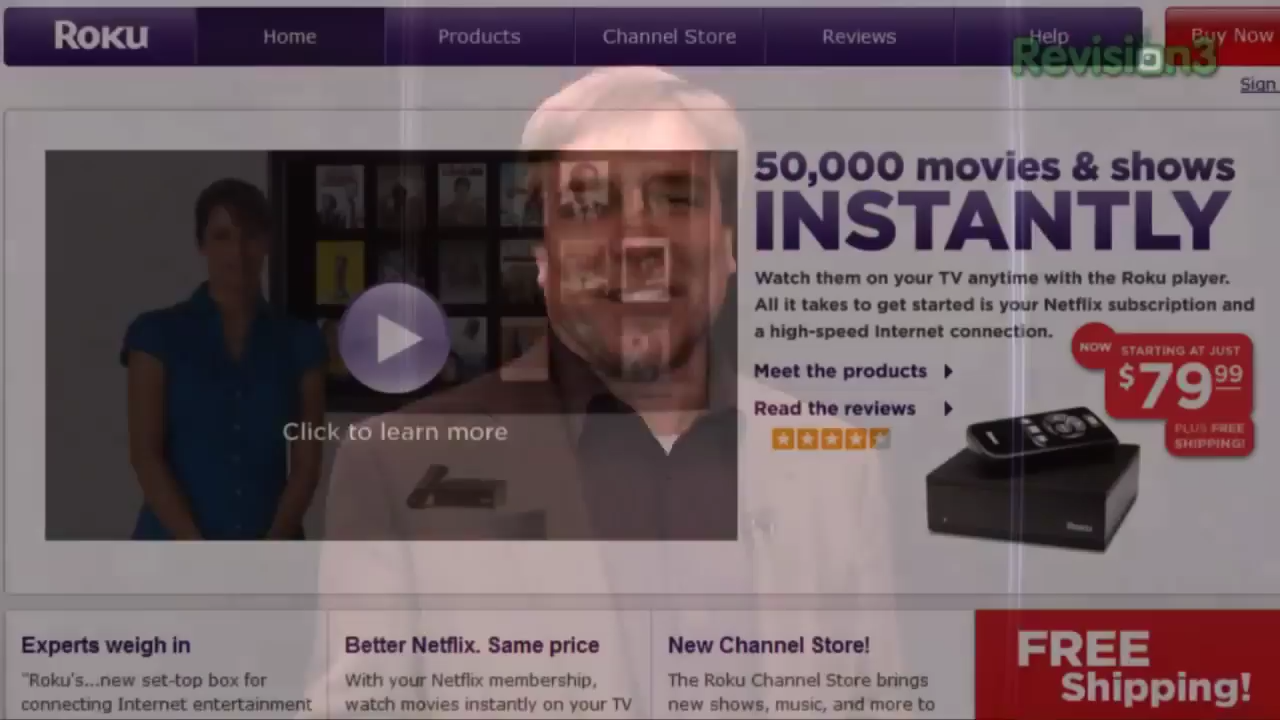 Roku
Home
Products
Channel Store
Reviews
Help
Buy Now
Revision3
Sign
50,000 movies & shows
INSTANTLY
Watch them on your TV anytime with the Roku player.
All it takes to get started is your Netflix subscription and
a high-speed Internet connection.
NOW STARTING AT JUST
$79.99
PLUS FREE
SHIPPING!
Meet the products
Read the reviews
Click to learn more
Roku
Experts weigh in
"Roku's...new set-top box for
connecting Internet entertainment
Better Netflix. Same price
With your Netflix membership,
watch movies instantly on your TV
New Channel Store!
The Roku Channel Store brings
new shows, music, and more to
FREE
Shipping!